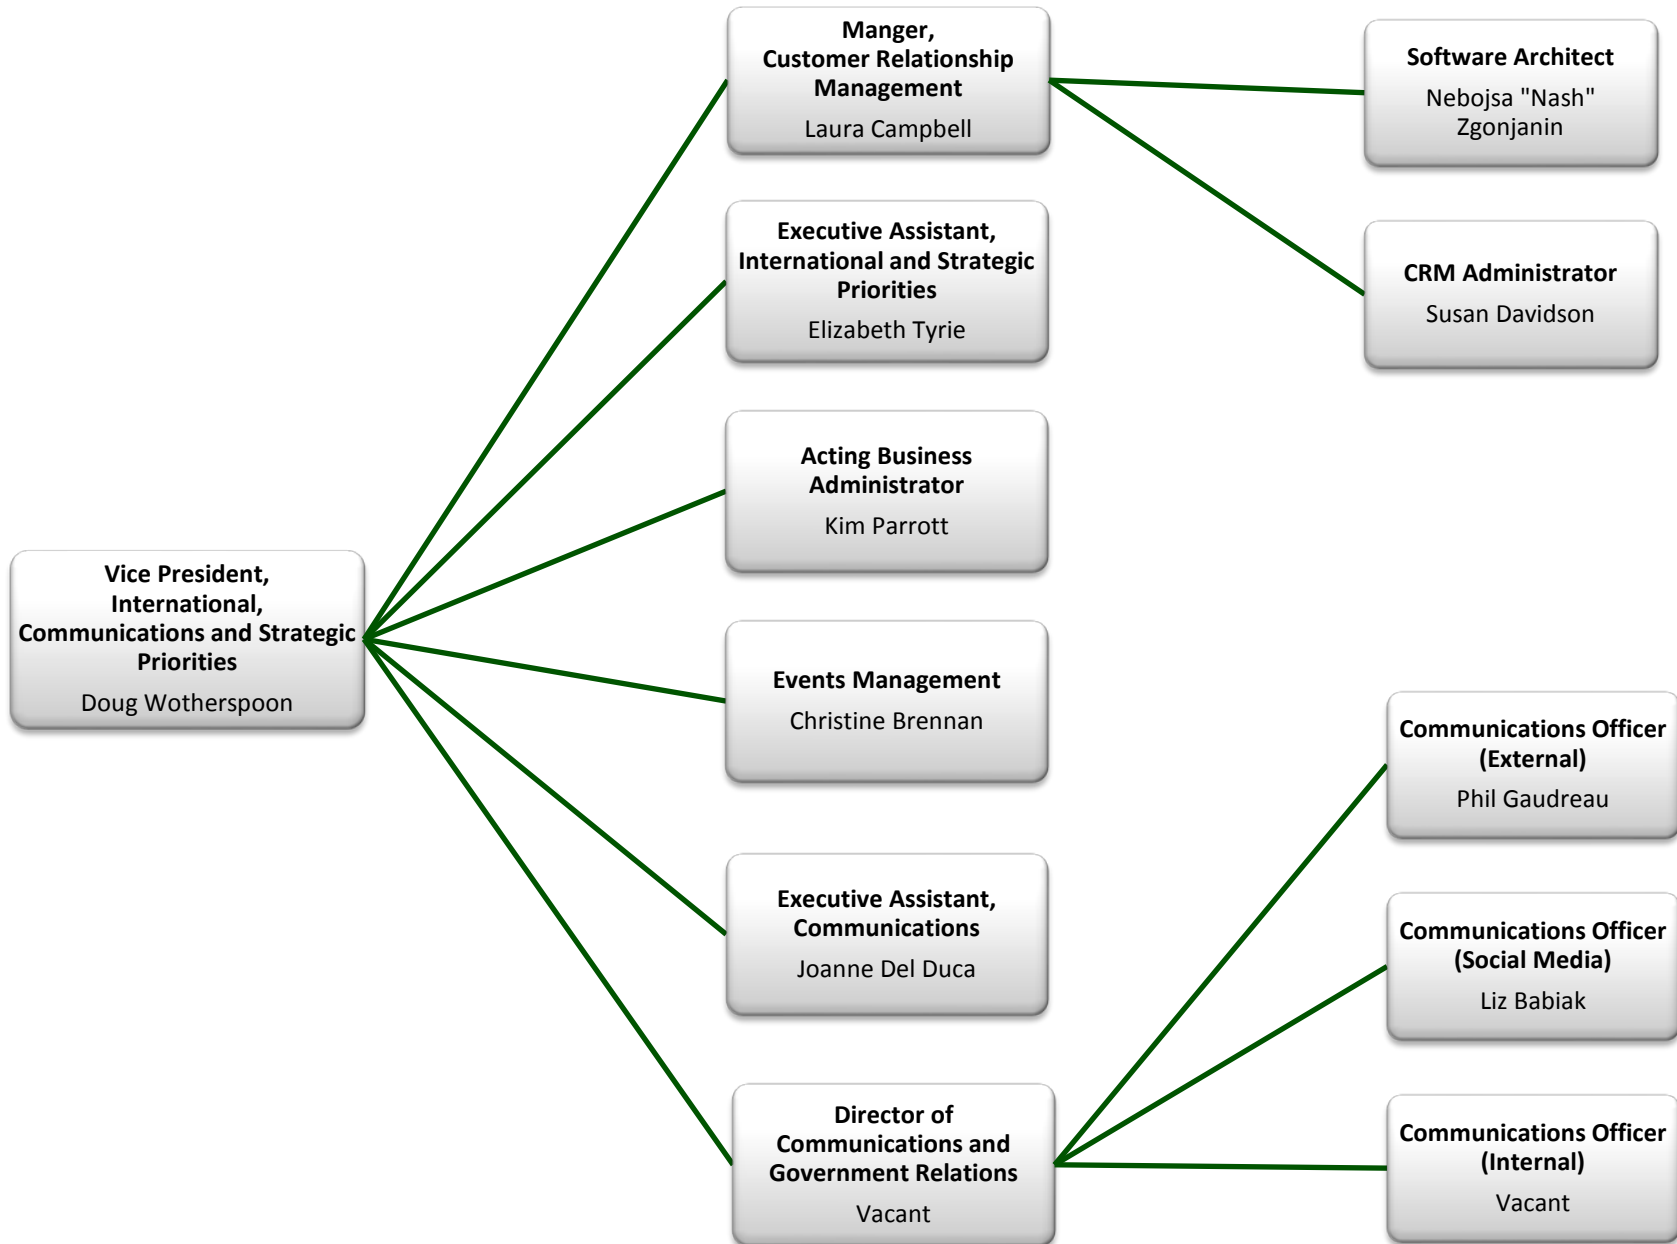 Vice President,
International,
Communications and Strategic
Priorities
Doug Wotherspoon
Manger,
Customer Relationship
Management
Laura Campbell
Executive Assistant,
International and Strategic
Priorities
Elizabeth Tyrie
Acting Business
Administrator
Kim Parrott
Events Management
Christine Brennan
Executive Assistant,
Communications
Joanne Del Duca
Director of
Communications and
Government Relations
Vacant
Software Architect
Nebojsa "Nash"
Zgonjanin
CRM Administrator
Susan Davidson
Communications Officer
(External)
Phil Gaudreau
Communications Officer
(Social Media)
Liz Babiak
Communications Officer
(Internal)
Vacant